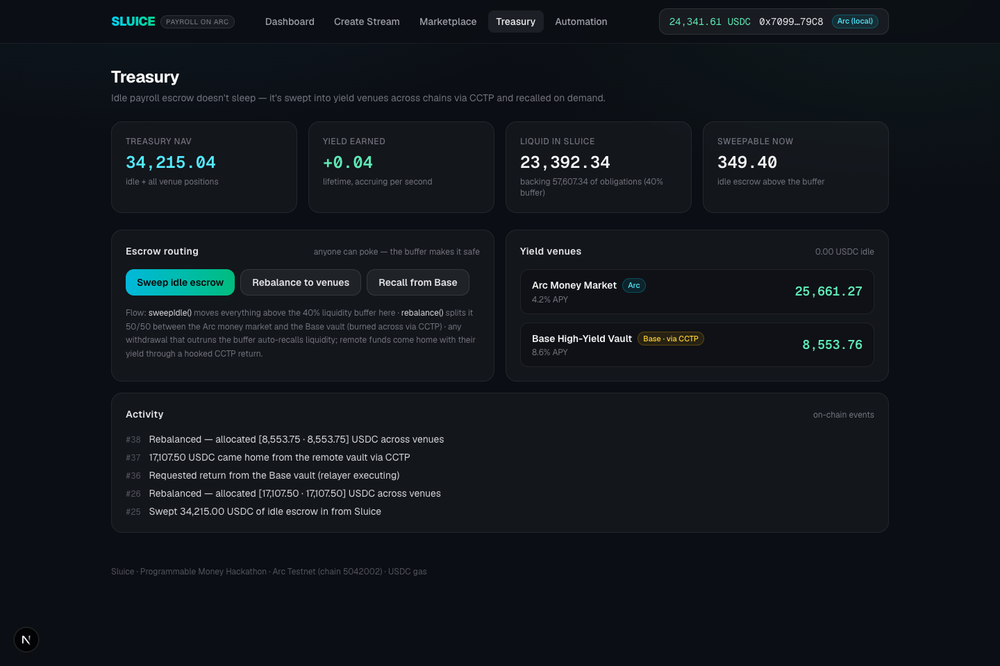 SLUICE PAYROLL ON ARC Dashboard Create Stream Marketplace Treasury Automation 24,341.61 USDC 0x7099…79C8 Arc (local)
Treasury
Idle payroll escrow doesn't sleep — it's swept into yield venues across chains via CCTP and recalled on demand.
TREASURY NAV
34,215.04
idle + all venue positions
YIELD EARNED
+0.04
lifetime, accruing per second
LIQUID IN SLUICE
23,392.34
backing 57,607.34 of obligations (40%
buffer)
SWEEPABLE NOW
349.40
idle escrow above the buffer
Escrow routing anyone can poke — the buffer makes it safe
Sweep idle escrow Rebalance to venues Recall from Base
Flow: sweepIdle() moves everything above the 40% liquidity buffer here · rebalance() splits it
50/50 between the Arc money market and the Base vault (burned across via CCTP) · any
withdrawal that outruns the buffer auto-recalls liquidity; remote funds come home with their
yield through a hooked CCTP return.
Yield venues 0.00 USDC idle
Arc Money Market Arc
4.2% APY
25,661.27
Base High-Yield Vault Base · via CCTP
8.6% APY
8,553.76
Activity on-chain events
#38 Rebalanced — allocated [8,553.75 · 8,553.75] USDC across venues
#37 17,107.50 USDC came home from the remote vault via CCTP
#36 Requested return from the Base vault (relayer executing)
#26 Rebalanced — allocated [17,107.50 · 17,107.50] USDC across venues
#25 Swept 34,215.00 USDC of idle escrow in from Sluice
Sluice · Programmable Money Hackathon · Arc Testnet (chain 5042002) · USDC gas
N